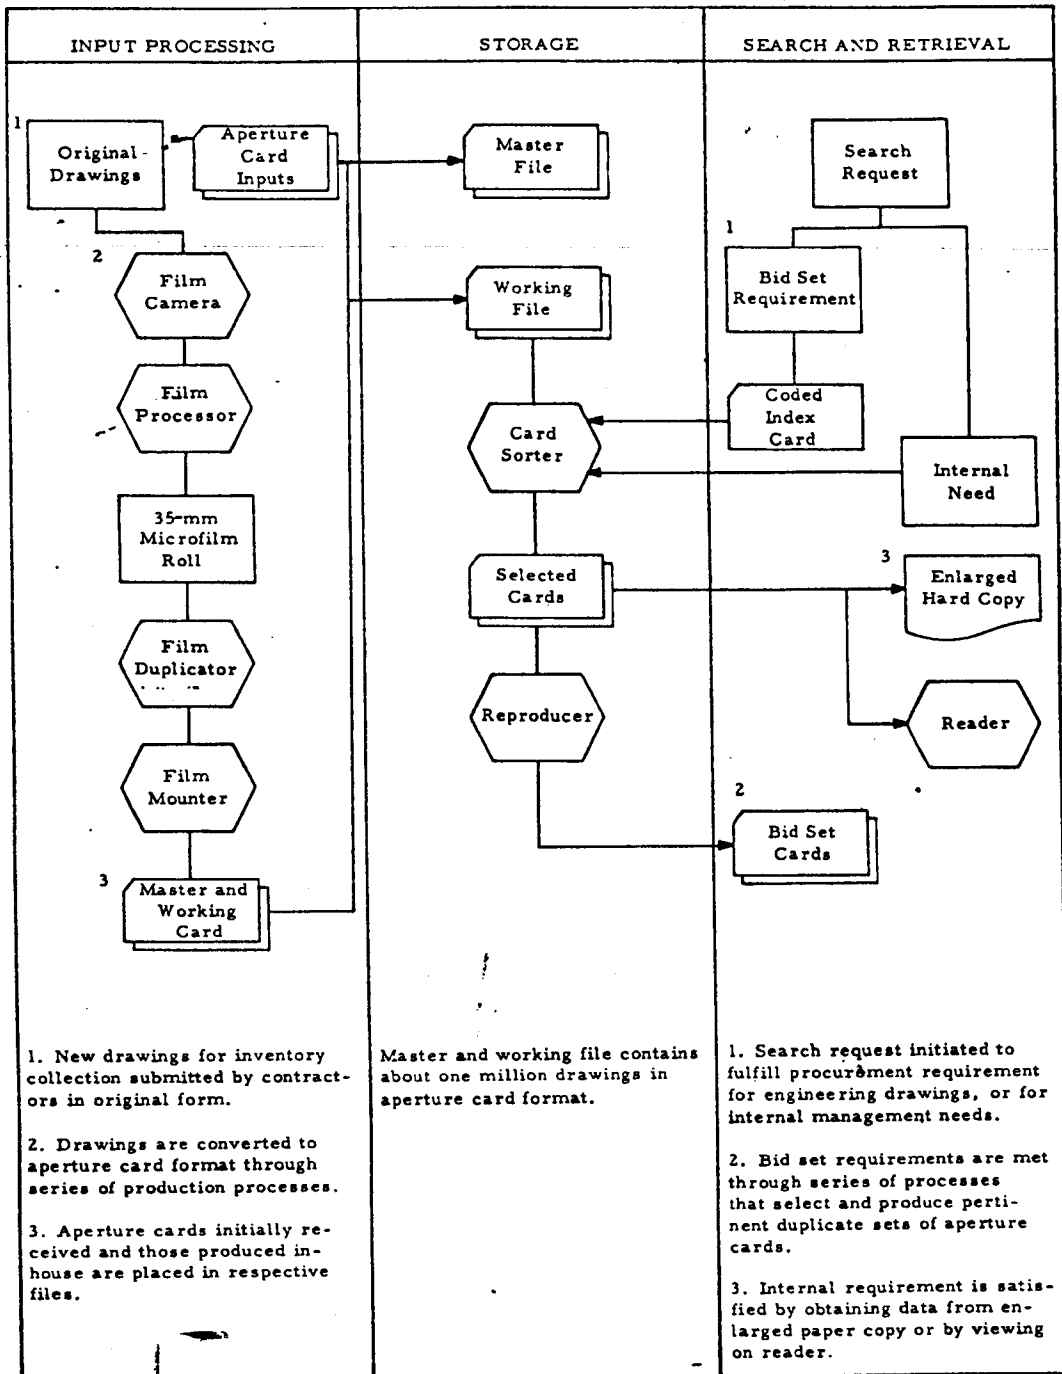 INPUT PROCESSING
STORAGE
SEARCH AND RETRIEVAL
1
Original
Drawings
Aperture
Card
Inputs
2
Film
Camera
Film
Processor
35-mm
Microfilm
Roll
Film
Duplicator
Film
Mounter
3
Master and
Working
Card
Master
File
Working
File
Card
Sorter
Selected
Cards
Reproducer
Search
Request
1
Bid Set
Requirement
Coded
Index
Card
Internal
Need
3
Enlarged
Hard Copy
Reader
2
Bid Set
Cards
1. New drawings for inventory
collection submitted by contract-
ors in original form.
2. Drawings are converted to
aperture card format through
series of production processes.
3. Aperture cards initially re-
ceived and those produced in-
house are placed in respective
files.
Master and working file contains
about one million drawings in
aperture card format.
1. Search request initiated to
fulfill procurement requirement
for engineering drawings, or for
internal management needs.
2. Bid set requirements are met
through series of processes
that select and produce perti-
nent duplicate sets of aperture
cards.
3. Internal requirement is satis-
fied by obtaining data from en-
larged paper copy or by viewing
on reader.